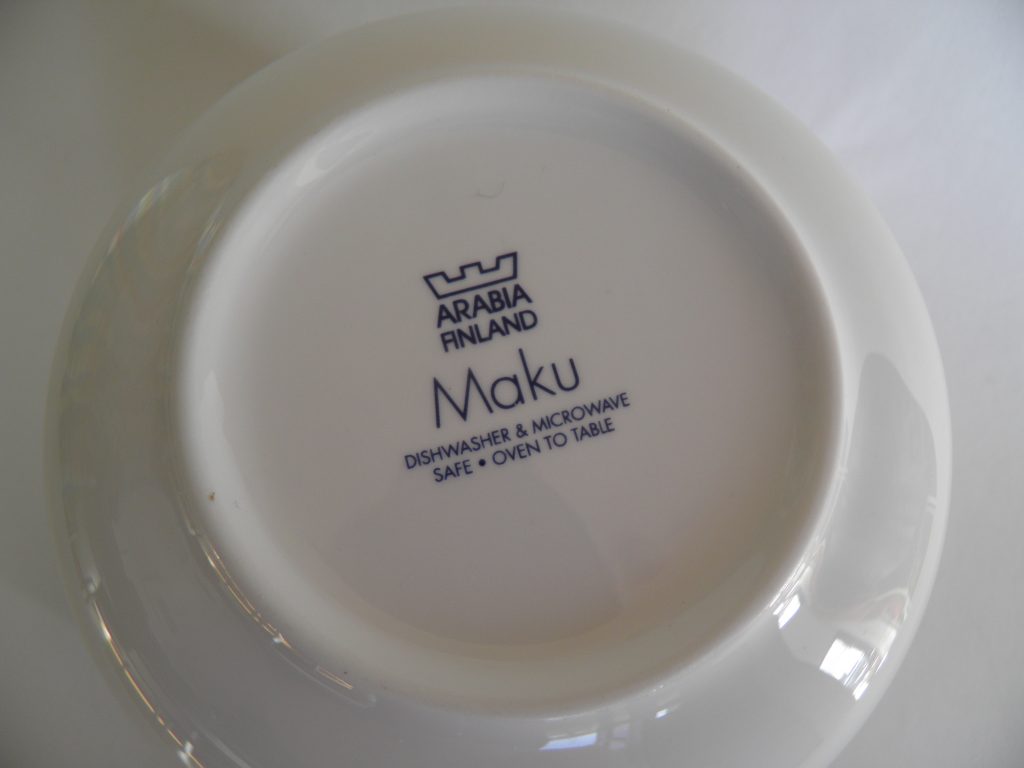 ARABIA
FINLAND
Maku
DISHWASHER & MICROWAVE
SAFE • OVEN TO TABLE